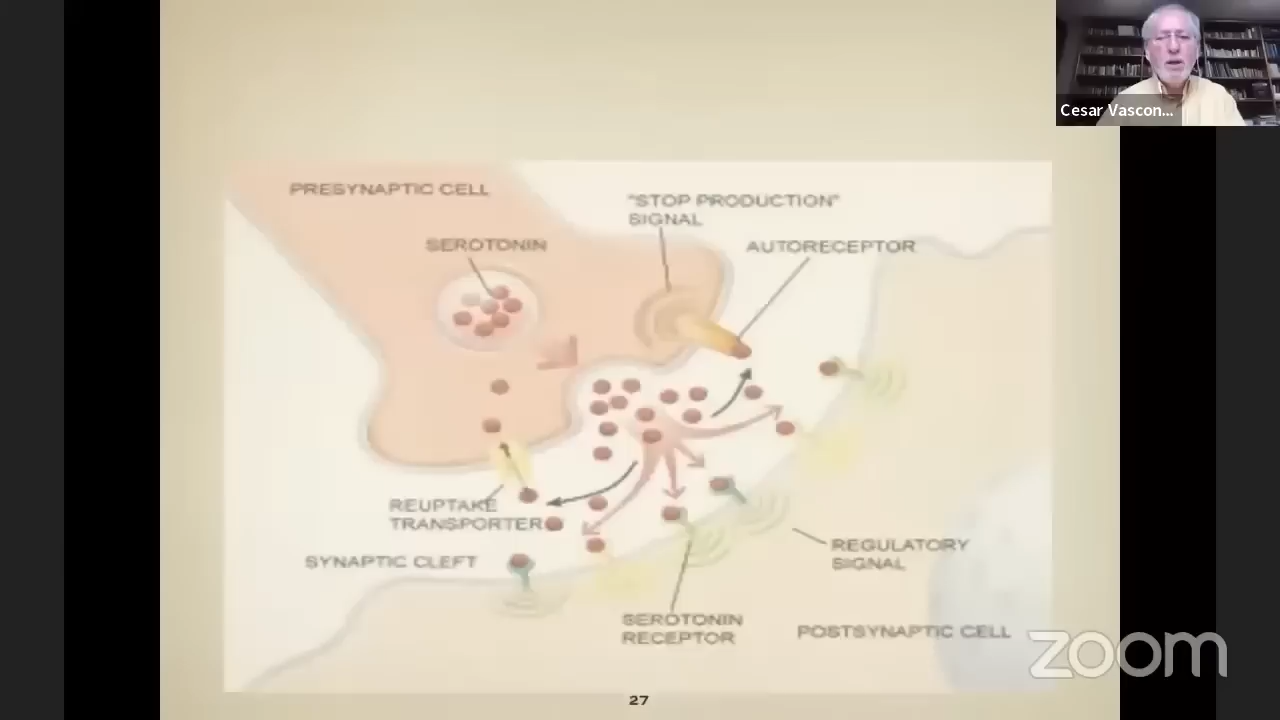 Cesar Vascon...
PRESYNAPTIC CELL
"STOP PRODUCTION"
SIGNAL
SEROTONIN
AUTORECEPTOR
REUPTAKE
TRANSPORTER
SYNAPTIC CLEFT
REGULATORY
SIGNAL
SEROTONIN
RECEPTOR
POSTSYNAPTIC CELL
zoom
27